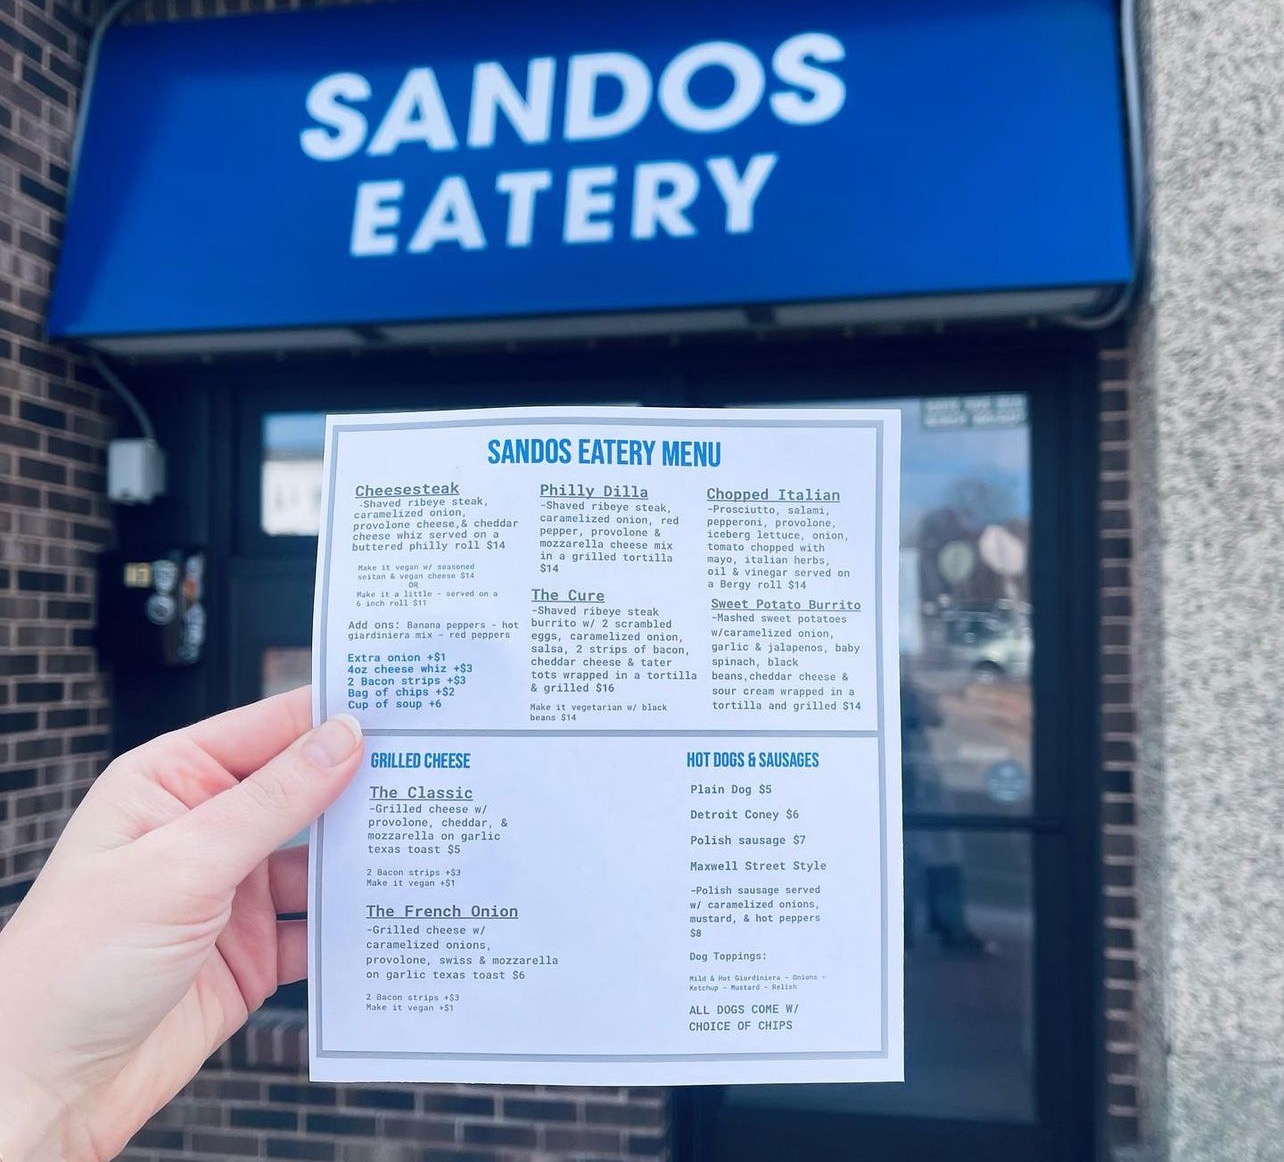 SANDOS
EATERY
SANDOS EATERY MENU
Cheesesteak
-Shaved ribeye steak,
caramelized onion,
provolone cheese,& cheddar
cheese whiz served on a
buttered philly roll $14
Make it vegan w/ seasoned
seitan & vegan cheese $14
OR
Make it a little - served on a
6 inch roll $11
Add ons: Banana peppers - hot
giardiniera mix - red peppers
Extra onion +$1
4oz cheese whiz +$3
2 Bacon strips +$3
Bag of chips +$2
Cup of soup +6
Philly Dilla
-Shaved ribeye steak,
caramelized onion, red
pepper, provolone &
mozzarella cheese mix
in a grilled tortilla
$14
The Cure
-Shaved ribeye steak
burrito w/ 2 scrambled
eggs, caramelized onion,
salsa, 2 strips of bacon,
cheddar cheese & tater
tots wrapped in a tortilla
& grilled $16
Make it vegetarian w/ black
beans $14
Chopped Italian
-Prosciutto, salami,
pepperoni, provolone,
iceberg lettuce, onion,
tomato chopped with
mayo, italian herbs,
oil & vinegar served on
a Bergy roll $14
Sweet Potato Burrito
-Mashed sweet potatoes
w/caramelized onion,
garlic & jalapenos, baby
spinach, black
beans,cheddar cheese &
sour cream wrapped in a
tortilla and grilled $14
GRILLED CHEESE
The Classic
-Grilled cheese w/
provolone, cheddar, &
mozzarella on garlic
texas toast $5
2 Bacon strips +$3
Make it vegan +$1
The French Onion
-Grilled cheese w/
caramelized onions,
provolone, swiss & mozzarella
on garlic texas toast $6
2 Bacon strips +$3
Make it vegan +$1
HOT DOGS & SAUSAGES
Plain Dog $5
Detroit Coney $6
Polish sausage $7
Maxwell Street Style
-Polish sausage served
w/ caramelized onions,
mustard, & hot peppers
$8
Dog Toppings:
Mild & Hot Giardiniera - Onions -
Ketchup - Mustard - Relish
ALL DOGS COME W/
CHOICE OF CHIPS